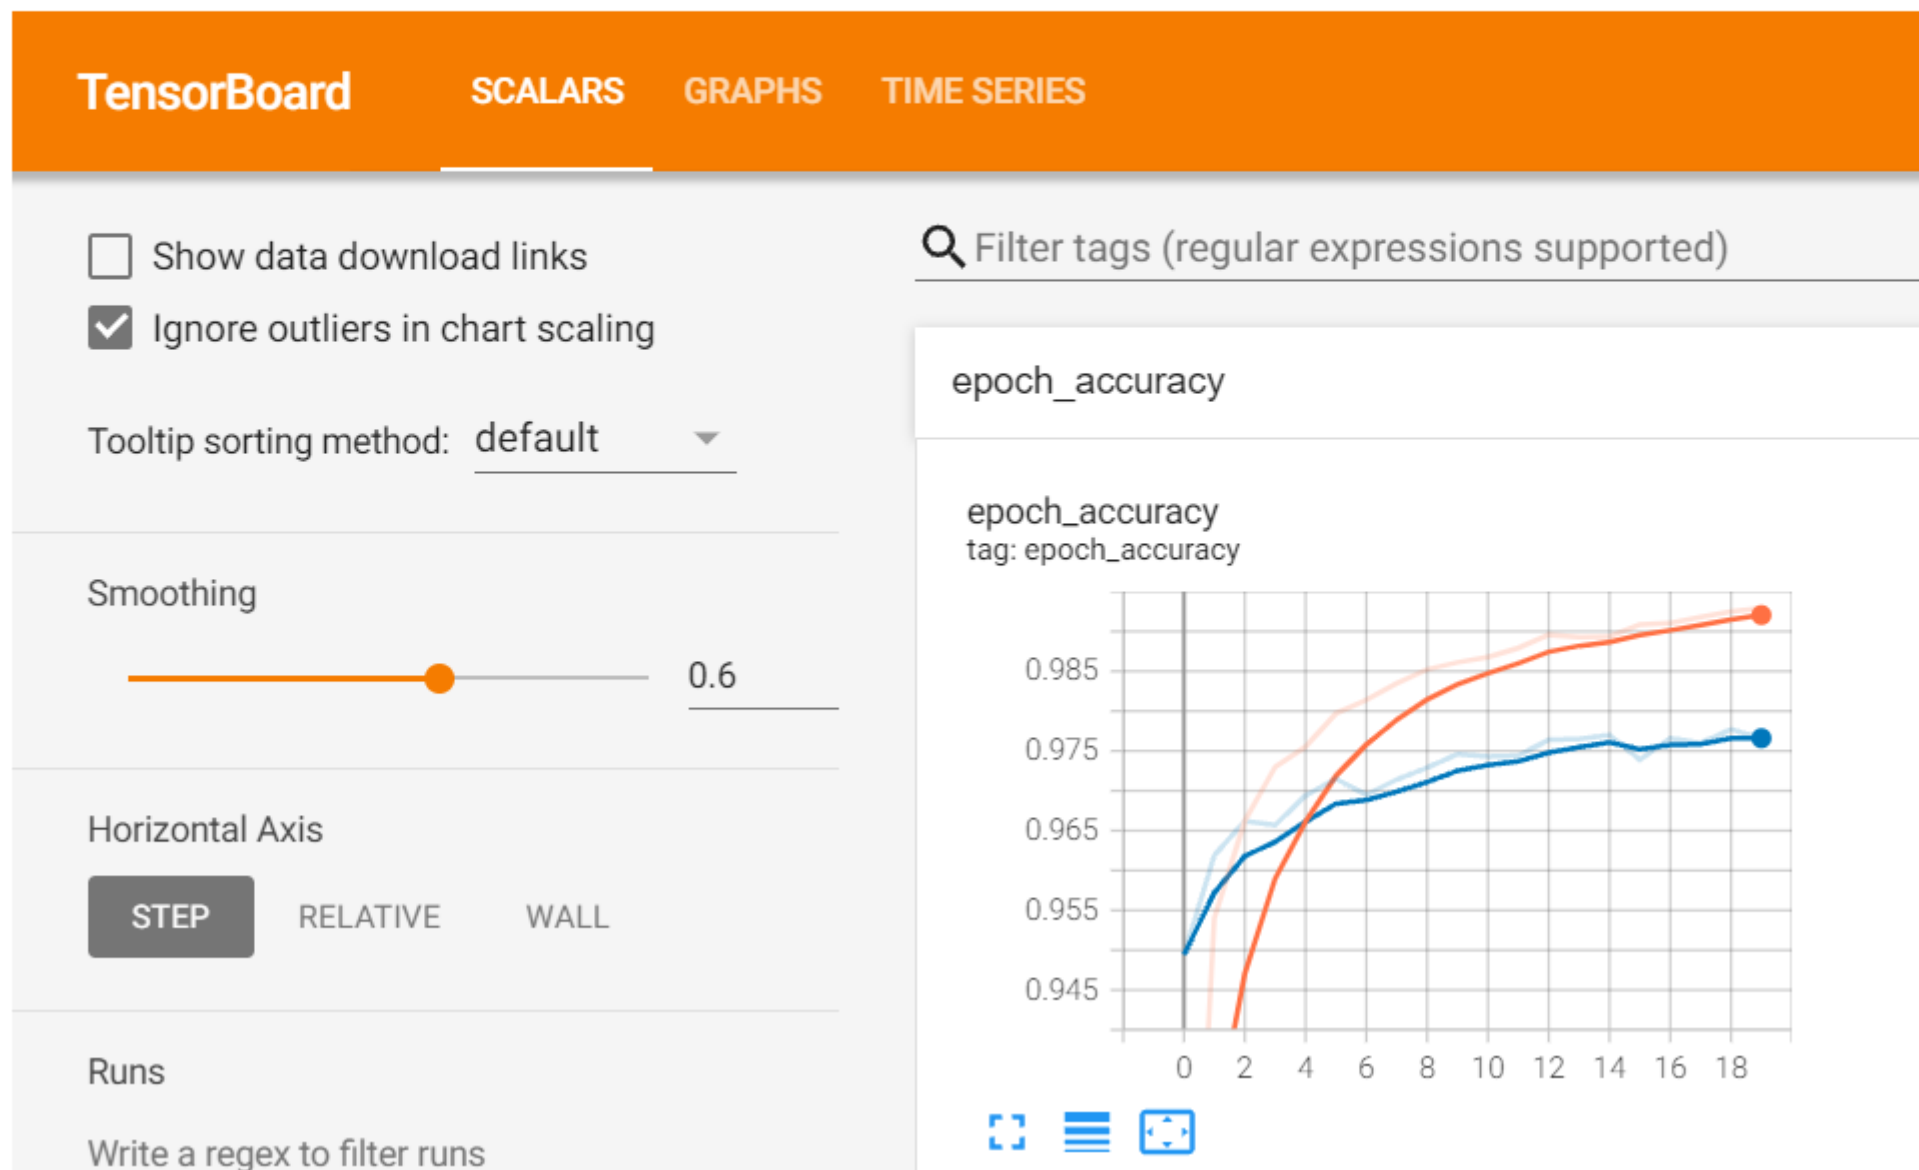 TensorBoard SCALARS GRAPHS TIME SERIES
Show data download links
Ignore outliers in chart scaling
Tooltip sorting method: default
Smoothing
0.6
Horizontal Axis
STEP RELATIVE WALL
Runs
Write a regex to filter runs
Filter tags (regular expressions supported)
epoch_accuracy
epoch_accuracy
tag: epoch_accuracy
0.985
0.975
0.965
0.955
0.945
0 2 4 6 8 10 12 14 16 18